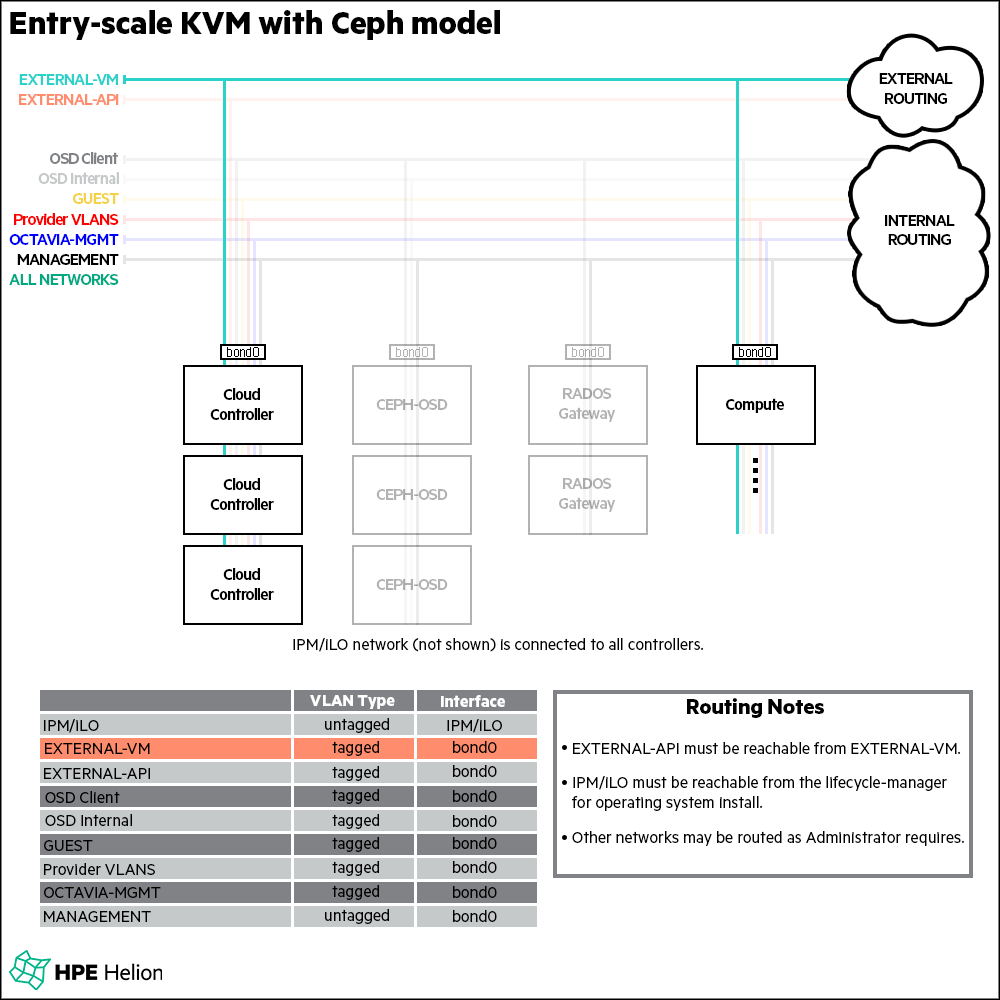 Entry-scale KVM with Ceph model
EXTERNAL-VM
EXTERNAL-API
EXTERNAL
ROUTING
OSD Client
OSD Internal
GUEST
Provider VLANS
OCTAVIA-MGMT
MANAGEMENT
ALL NETWORKS
INTERNAL
ROUTING
bond0 bond0 bond0 bond0
Cloud
Controller
CEPH-OSD
RADOS
Gateway
Compute
Cloud
Controller
CEPH-OSD
RADOS
Gateway
Cloud
Controller
CEPH-OSD
IPM/ILO network (not shown) is connected to all controllers.
VLAN Type Interface
IPM/ILO untagged IPM/ILO
EXTERNAL-VM tagged bond0
EXTERNAL-API tagged bond0
OSD Client tagged bond0
OSD Internal tagged bond0
GUEST tagged bond0
Provider VLANS tagged bond0
OCTAVIA-MGMT tagged bond0
MANAGEMENT untagged bond0
Routing Notes
• EXTERNAL-API must be reachable from EXTERNAL-VM.
• IPM/ILO must be reachable from the lifecycle-manager
for operating system install.
• Other networks may be routed as Administrator requires.
HPE Helion